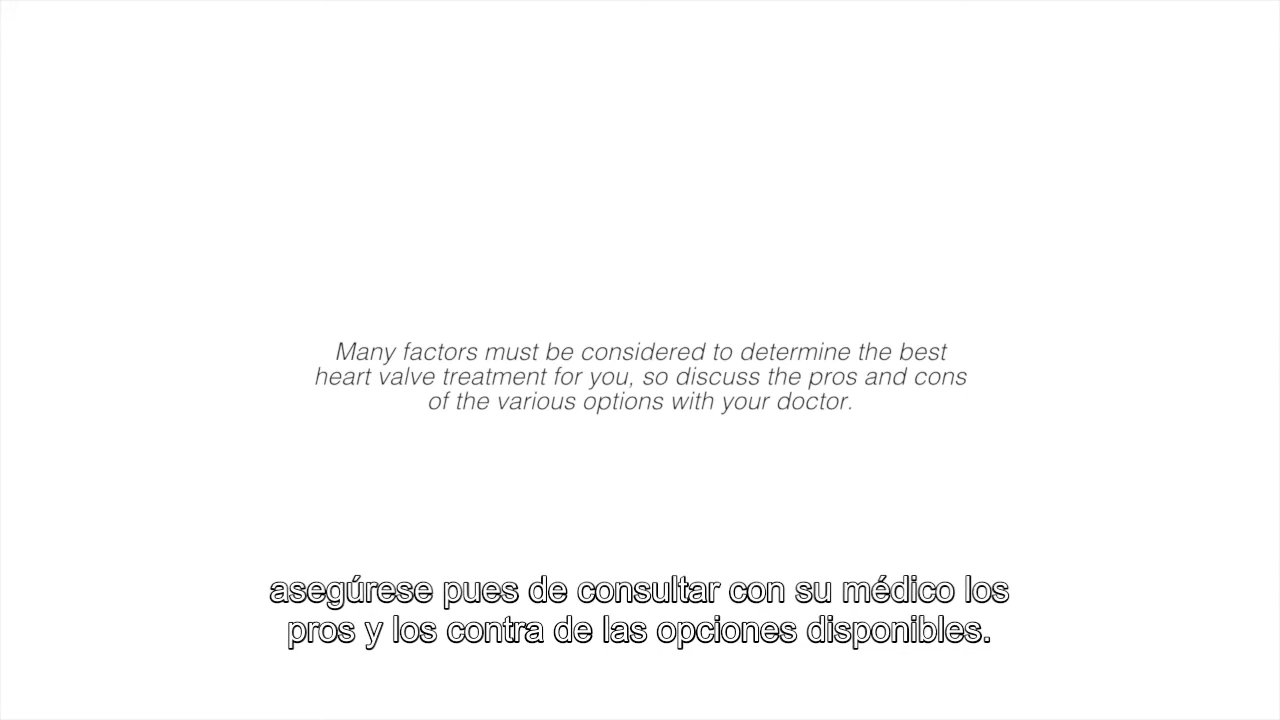 Many factors must be considered to determine the best
heart valve treatment for you, so discuss the pros and cons
of the various options with your doctor.
asegúrese pues de consultar con su médico los
pros y los contra de las opciones disponibles.